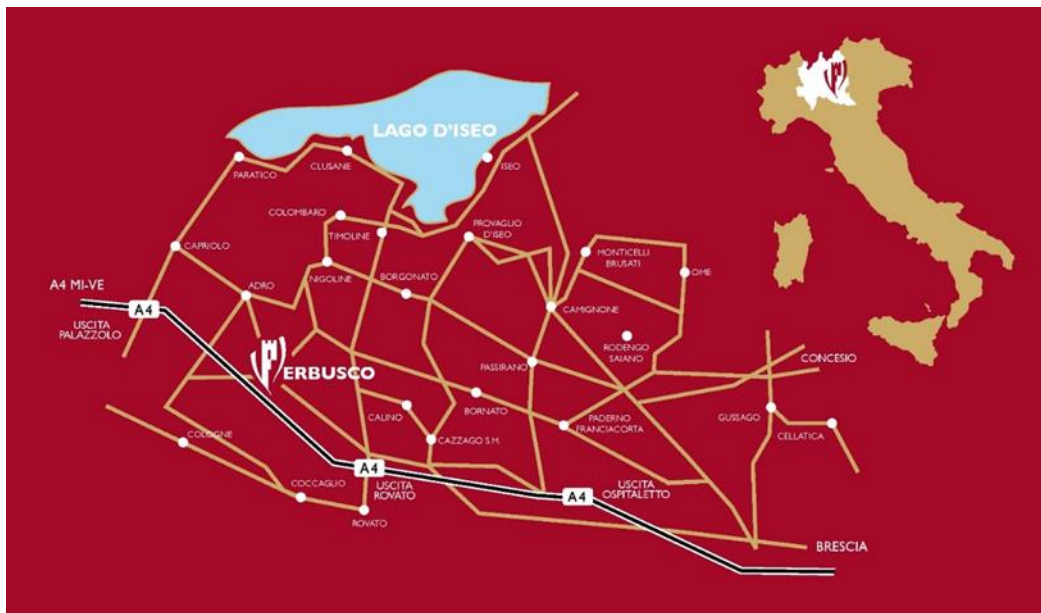 LAGO D'ISEO
CLUSANE
ISEO
PARATICO
COLOMBARO
TIMOLINE
PROVAGLIO
D'ISEO
CAPRIOLO
MONTICELLI
BRUSATI
NIGOLINE
BORGONATO
OME
A4 MI-VE
ADRO
A4
CAMIGNONE
USCITA
PALAZZOLO
RODENGO
SAIANO
CONCESIO
ERBUSCO
PASSIRANO
CALINO
BORNATO
PADERNO
FRANCIACORTA
GUSSAGO
CELLATICA
COLOGNE
CAZZAGO S.M.
A4
USCITA
ROVATO
COCCAGLIO
USCITA
OSPITALETTO
A4
ROVATO
BRESCIA